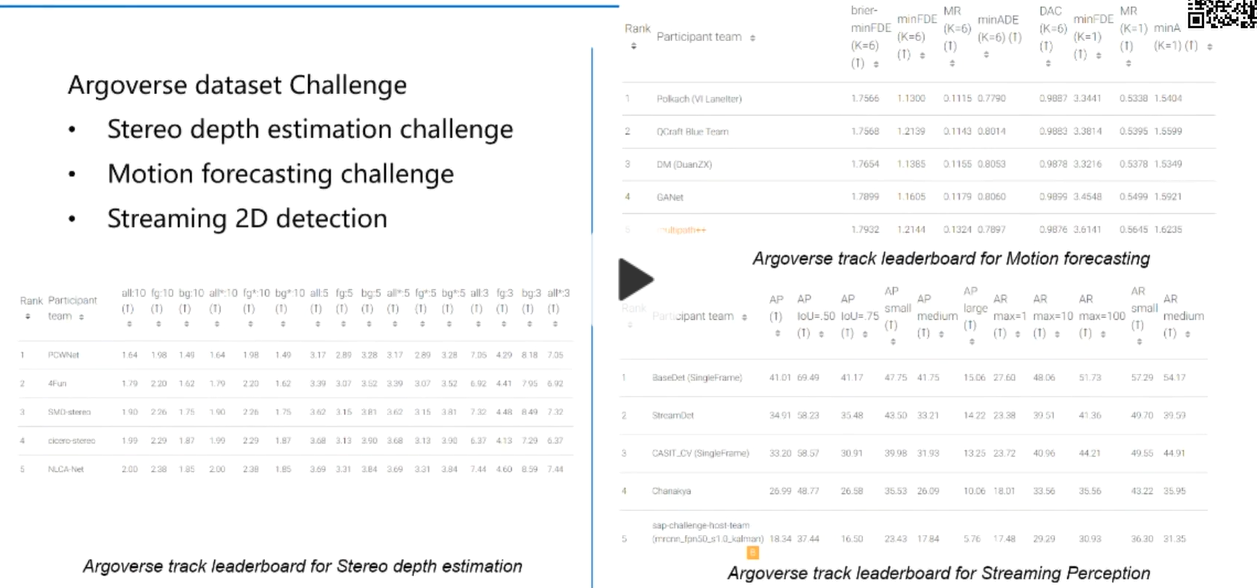 Argoverse dataset Challenge
• Stereo depth estimation challenge
• Motion forecasting challenge
• Streaming 2D detection
Rank Participant team all:10 (↑) fg:10 (↑) bg:10 (↑) all*:10 (↑) fg*:10 (↑) bg*:10 (↑) all:5 (↑) fg:5 (↑) bg:5 (↑) all*:5 (↑) fg*:5 (↑) bg*:5 (↑) all:3 (↑) fg:3 (↑) bg:3 (↑) all*:3 (↑)
1 PCWNet 1.64 1.98 1.49 1.64 1.98 1.49 3.17 2.89 3.28 3.17 2.89 3.28 7.05 4.29 8.18 7.05
2 4Fun 1.79 2.20 1.62 1.79 2.20 1.62 3.39 3.07 3.52 3.39 3.07 3.52 6.92 4.41 7.95 6.92
3 SMD-stereo 1.90 2.26 1.75 1.90 2.26 1.75 3.62 3.15 3.81 3.62 3.15 3.81 7.32 4.48 8.49 7.32
4 cicero-stereo 1.99 2.29 1.87 1.99 2.29 1.87 3.68 3.13 3.90 3.68 3.13 3.90 6.37 4.13 7.29 6.37
5 NLCA-Net 2.00 2.38 1.85 2.00 2.38 1.85 3.69 3.31 3.84 3.69 3.31 3.84 7.44 4.60 8.59 7.44
Argoverse track leaderboard for Stereo depth estimation
Rank Participant team brier-minFDE (K=6) (↑) minFDE (K=6) (↑) MR (K=6) (↑) minADE (K=6) (↑) DAC (K=6) (↑) minFDE (K=1) (↑) MR (K=1) (↑) minA (K=1) (↑)
1 Polkach (VI LaneIter) 1.7566 1.1300 0.1115 0.7790 0.9887 3.3441 0.5338 1.5404
2 QCraft Blue Team 1.7568 1.2139 0.1143 0.8014 0.9883 3.3814 0.5395 1.5599
3 DM (DuanZX) 1.7654 1.1385 0.1155 0.8053 0.9878 3.3216 0.5378 1.5349
4 GANet 1.7899 1.1605 0.1179 0.8060 0.9899 3.4548 0.5499 1.5921
5 multipath++ 1.7932 1.2144 0.1324 0.7897 0.9876 3.6141 0.5645 1.6235
Argoverse track leaderboard for Motion forecasting
Rank Participant team AP (↑) AP IoU=.50 (↑) AP IoU=.75 (↑) AP small (↑) AP medium (↑) AP large (↑) AR max=1 (↑) AR max=10 (↑) AR max=100 (↑) AR small (↑) AR medium (↑)
1 BaseDet (SingleFrame) 41.01 69.49 41.17 47.75 41.75 15.06 27.60 48.06 51.73 57.29 54.17
2 StreamDet 34.91 58.23 35.48 43.50 33.21 14.22 23.38 39.51 41.36 49.70 39.59
3 CASIT_CV (SingleFrame) 33.20 58.57 30.91 39.98 31.93 13.25 23.72 40.96 44.21 49.55 44.91
4 Chanakya 26.99 48.77 26.58 35.53 26.09 10.06 18.01 33.56 35.56 43.22 35.95
5 sap-challenge-host-team (mrcnn_fpn50_s1.0_kalman) B 18.34 37.44 16.50 23.43 17.84 5.76 17.48 29.29 30.93 36.30 31.35
Argoverse track leaderboard for Streaming Perception